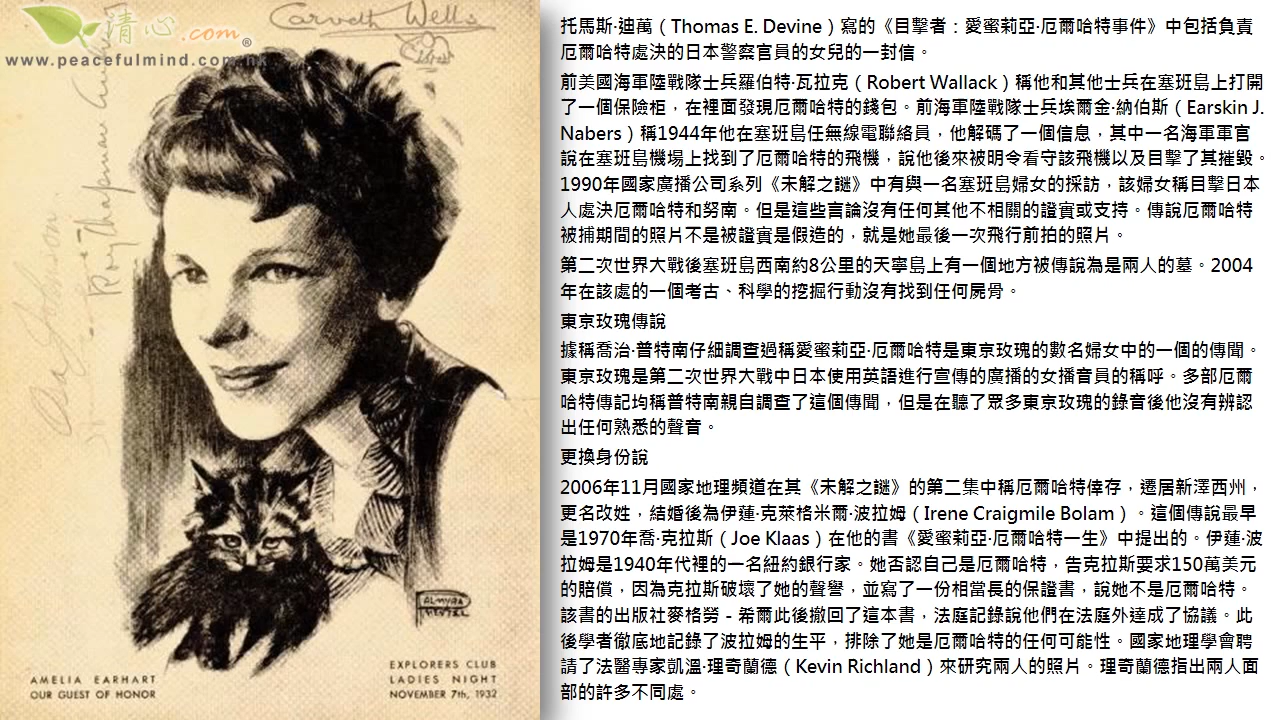 清心.com®
www.peacefulmind.com.hk
Carveth Wells
AMELIA EARHART
OUR GUEST OF HONOR
EXPLORERS CLUB
LADIES NIGHT
NOVEMBER 7th, 1932
托馬斯·迪萬（Thomas E. Devine）寫的《目擊者：愛蜜莉亞·厄爾哈特事件》中包括負責
厄爾哈特處決的日本警察官員的女兒的一封信。
前美國海軍陸戰隊士兵羅伯特·瓦拉克（Robert Wallack）稱他和其他士兵在塞班島上打開
了一個保險柜，在裡面發現厄爾哈特的錢包。前海軍陸戰隊士兵埃爾金·納伯斯（Earskin J.
Nabers）稱1944年他在塞班島任無線電聯絡員，他解碼了一個信息，其中一名海軍軍官
說在塞班島機場上找到了厄爾哈特的飛機，說他後來被明令看守該飛機以及目擊了其摧毀。
1990年國家廣播公司系列《未解之謎》中有與一名塞班島婦女的採訪，該婦女稱目擊日本
人處決厄爾哈特和努南。但是這些言論沒有任何其他不相關的證實或支持。傳說厄爾哈特
被捕期間的照片不是被證實是假造的，就是她最後一次飛行前拍的照片。
第二次世界大戰後塞班島西南約8公里的天寧島上有一個地方被傳說為是兩人的墓。2004
年在該處的一個考古、科學的挖掘行動沒有找到任何屍骨。
東京玫瑰傳說
據稱喬治·普特南仔細調查過稱愛蜜莉亞·厄爾哈特是東京玫瑰的數名婦女中的一個的傳聞。
東京玫瑰是第二次世界大戰中日本使用英語進行宣傳的廣播的女播音員的稱呼。多部厄爾
哈特傳記均稱普特南親自調查了這個傳聞，但是在聽了眾多東京玫瑰的錄音後他沒有辨認
出任何熟悉的聲音。
更換身份說
2006年11月國家地理頻道在其《未解之謎》的第二集中稱厄爾哈特倖存，遷居新澤西州，
更名改姓，結婚後為伊蓮·克萊格米爾·波拉姆（Irene Craigmile Bolam）。這個傳說最早
是1970年喬·克拉斯（Joe Klaas）在他的書《愛蜜莉亞·厄爾哈特一生》中提出的。伊蓮·波
拉姆是1940年代裡的一名紐約銀行家。她否認自己是厄爾哈特，告克拉斯要求150萬美元
的賠償，因為克拉斯破壞了她的聲譽，並寫了一份相當長的保證書，說她不是厄爾哈特。
該書的出版社麥格勞－希爾此後撤回了這本書，法庭記錄說他們在法庭外達成了協議。此
後學者徹底地記錄了波拉姆的生平，排除了她是厄爾哈特的任何可能性。國家地理學會聘
請了法醫專家凱溫·理奇蘭德（Kevin Richland）來研究兩人的照片。理奇蘭德指出兩人面
部的許多不同處。